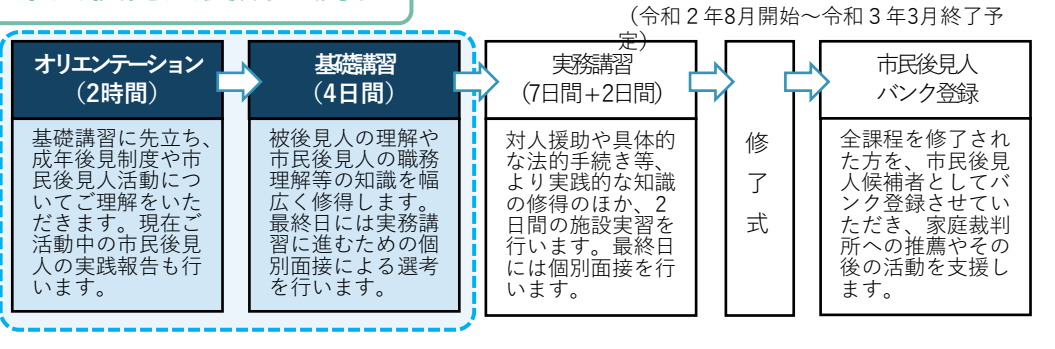 （令和２年8月開始～令和３年3月終了予
定）
オリエンテーション
（2時間）
基礎講習に先立ち、
成年後見制度や市
民後見人活動につ
いてご理解をいた
だきます。現在ご
活動中の市民後見
人の実践報告も行
います。
基礎講習
（4日間）
被後見人の理解や
市民後見人の職務
理解等の知識を幅
広く修得します。
最終日には実務講
習に進むための個
別面接による選考
を行います。
実務講習
（7日間+2日間）
対人援助や具体的
な法的手続き等、
より実践的な知識
の修得のほか、2
日間の施設実習を
行います。最終日
には個別面接を行
います。
修了式
市民後見人
バンク登録
全課程を修了され
た方を、市民後見
人候補者としてバ
ンク登録させてい
ただき、家庭裁判
所への推薦やその
後の活動を支援し
ます。